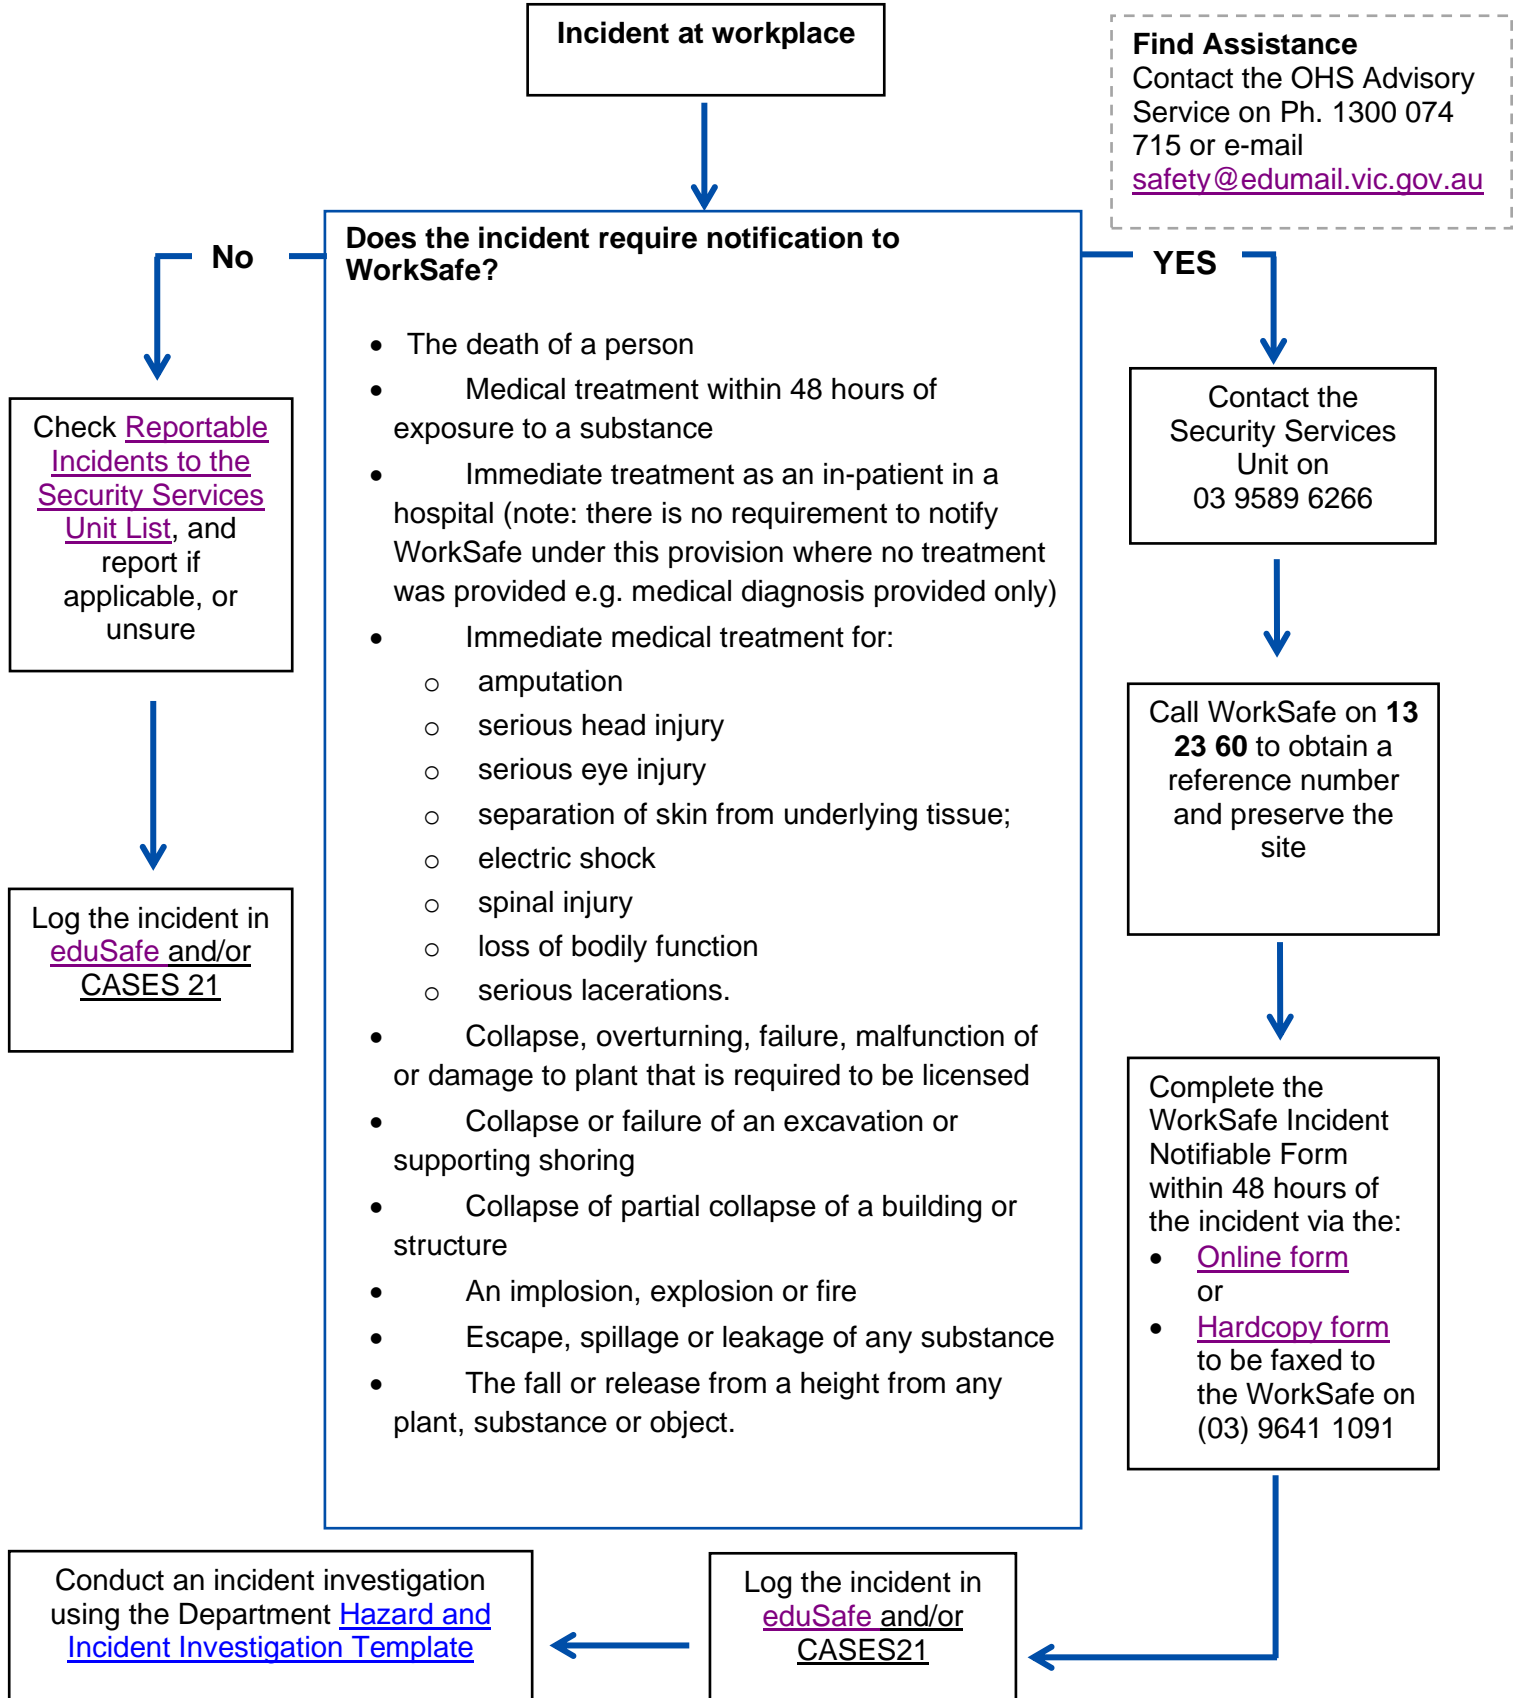 Incident at workplace
Find Assistance
Contact the OHS Advisory
Service on Ph. 1300 074
715 or e-mail
safety@edumail.vic.gov.au
No
Does the incident require notification to
WorkSafe?
YES
• The death of a person
• Medical treatment within 48 hours of
exposure to a substance
• Immediate treatment as an in-patient in a
hospital (note: there is no requirement to notify
WorkSafe under this provision where no treatment
was provided e.g. medical diagnosis provided only)
• Immediate medical treatment for:
o amputation
o serious head injury
o serious eye injury
o separation of skin from underlying tissue;
o electric shock
o spinal injury
o loss of bodily function
o serious lacerations.
• Collapse, overturning, failure, malfunction of
or damage to plant that is required to be licensed
• Collapse or failure of an excavation or
supporting shoring
• Collapse of partial collapse of a building or
structure
• An implosion, explosion or fire
• Escape, spillage or leakage of any substance
• The fall or release from a height from any
plant, substance or object.
Check Reportable
Incidents to the
Security Services
Unit List, and
report if
applicable, or
unsure
Log the incident in
eduSafe and/or
CASES 21
Contact the
Security Services
Unit on
03 9589 6266
Call WorkSafe on 13
23 60 to obtain a
reference number
and preserve the
site
Complete the
WorkSafe Incident
Notifiable Form
within 48 hours of
the incident via the:
• Online form
or
• Hardcopy form
to be faxed to
the WorkSafe on
(03) 9641 1091
Log the incident in
eduSafe and/or
CASES21
Conduct an incident investigation
using the Department Hazard and
Incident Investigation Template